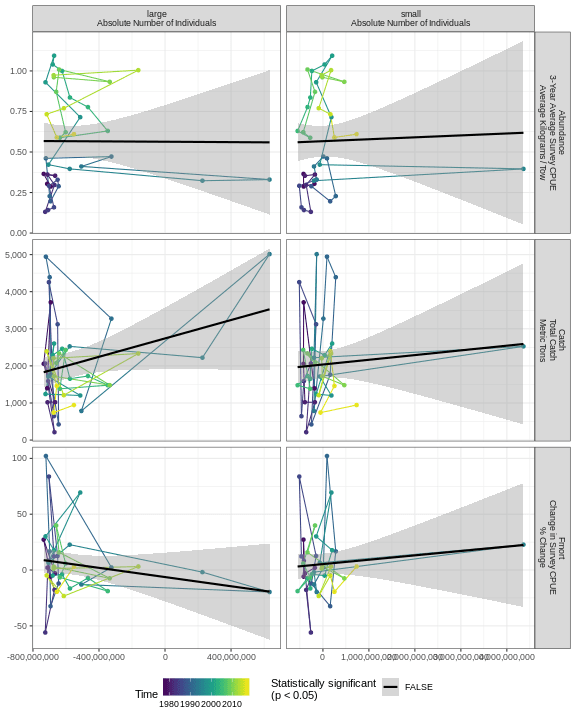 large
Absolute Number of Individuals
small
Absolute Number of Individuals
1.00
0.75
0.50
0.25
0.00
Abundance
3-Year Average Survey CPUE
Average Kilograms / Tow
5,000
4,000
3,000
2,000
1,000
0
Catch
Total Catch
Metric Tons
100
50
0
-50
Fmort
Change in Survey CPUE
% Change
-800,000,000
-400,000,000
0
400,000,000
0
1,000,000,000
2,000,000,000
3,000,000,000
4,000,000,000
Time
1980 1990 2000 2010
Statistically significant
(p < 0.05)
FALSE